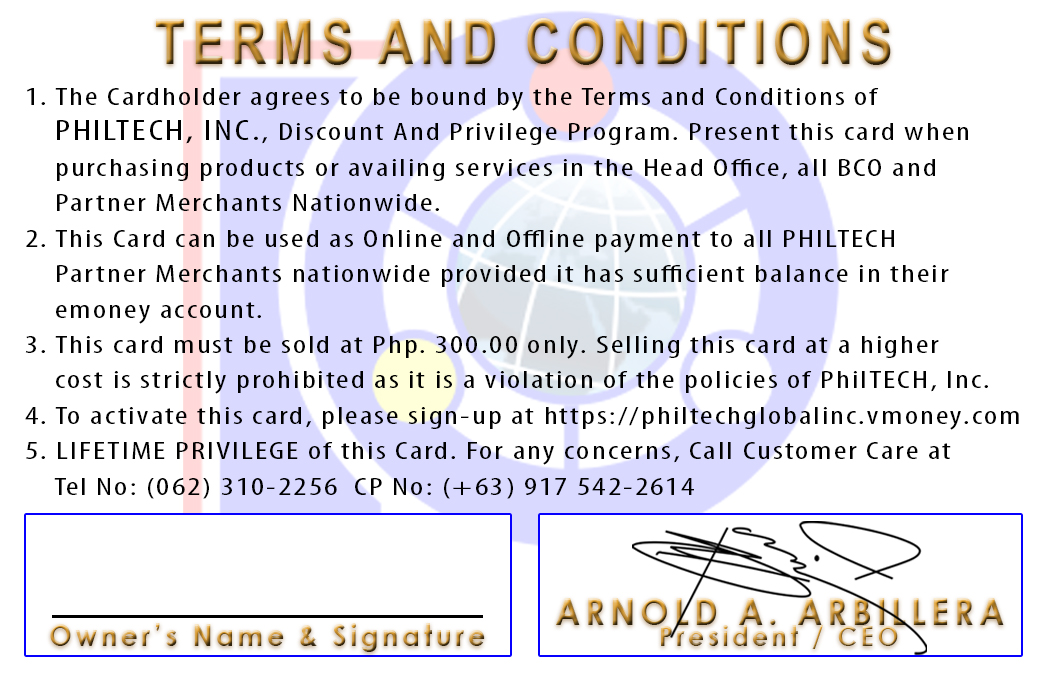 TERMS AND CONDITIONS
1. The Cardholder agrees to be bound by the Terms and Conditions of
PHILTECH, INC., Discount And Privilege Program. Present this card when
purchasing products or availing services in the Head Office, all BCO and
Partner Merchants Nationwide.
2. This Card can be used as Online and Offline payment to all PHILTECH
Partner Merchants nationwide provided it has sufficient balance in their
emoney account.
3. This card must be sold at Php. 300.00 only. Selling this card at a higher
cost is strictly prohibited as it is a violation of the policies of PhilTECH, Inc.
4. To activate this card, please sign-up at https://philtechglobalinc.vmoney.com
5. LIFETIME PRIVILEGE of this Card. For any concerns, Call Customer Care at
Tel No: (062) 310-2256 CP No: (+63) 917 542-2614
Owner's Name & Signature
ARNOLD A. ARBILLERA
President / CEO